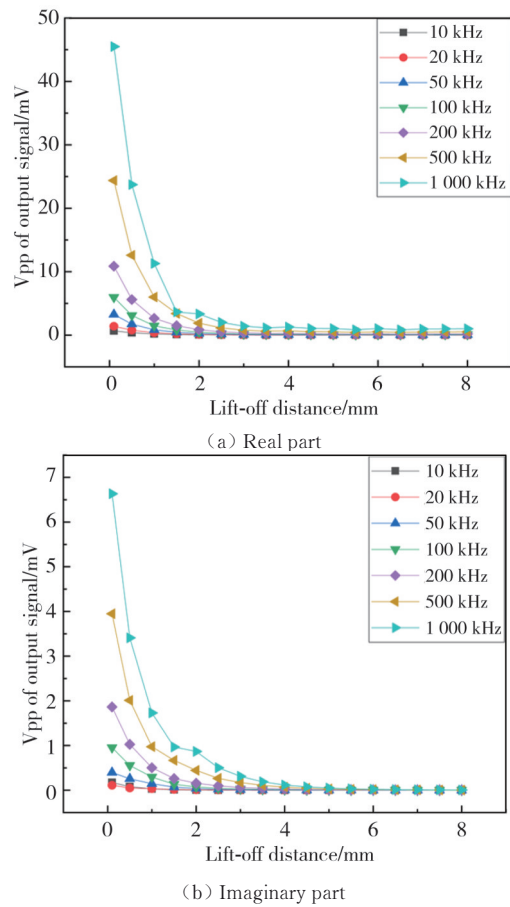 50
40
30
20
10
0
Vpp of output signal/mV
10 kHz
20 kHz
50 kHz
100 kHz
200 kHz
500 kHz
1 000 kHz
0 2 4 6 8
Lift-off distance/mm
(a) Real part
7
6
5
4
3
2
1
0
Vpp of output signal/mV
10 kHz
20 kHz
50 kHz
100 kHz
200 kHz
500 kHz
1 000 kHz
0 2 4 6 8
Lift-off distance/mm
(b) Imaginary part